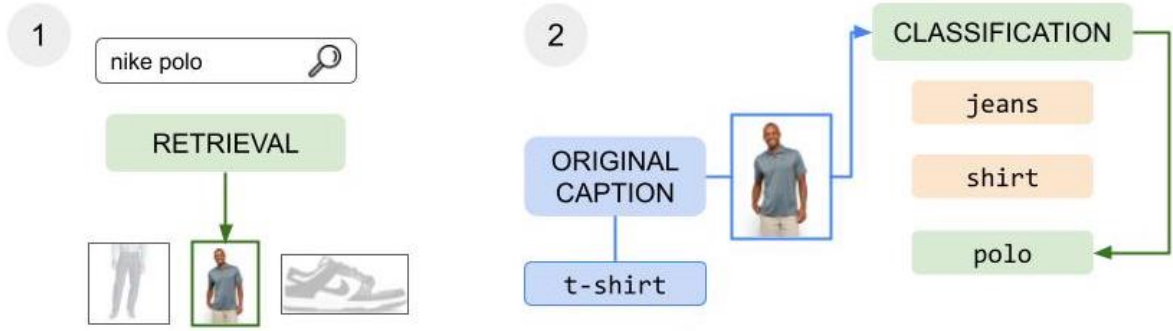 1
nike polo
RETRIEVAL
2
ORIGINAL
CAPTION
t-shirt
CLASSIFICATION
jeans
shirt
polo